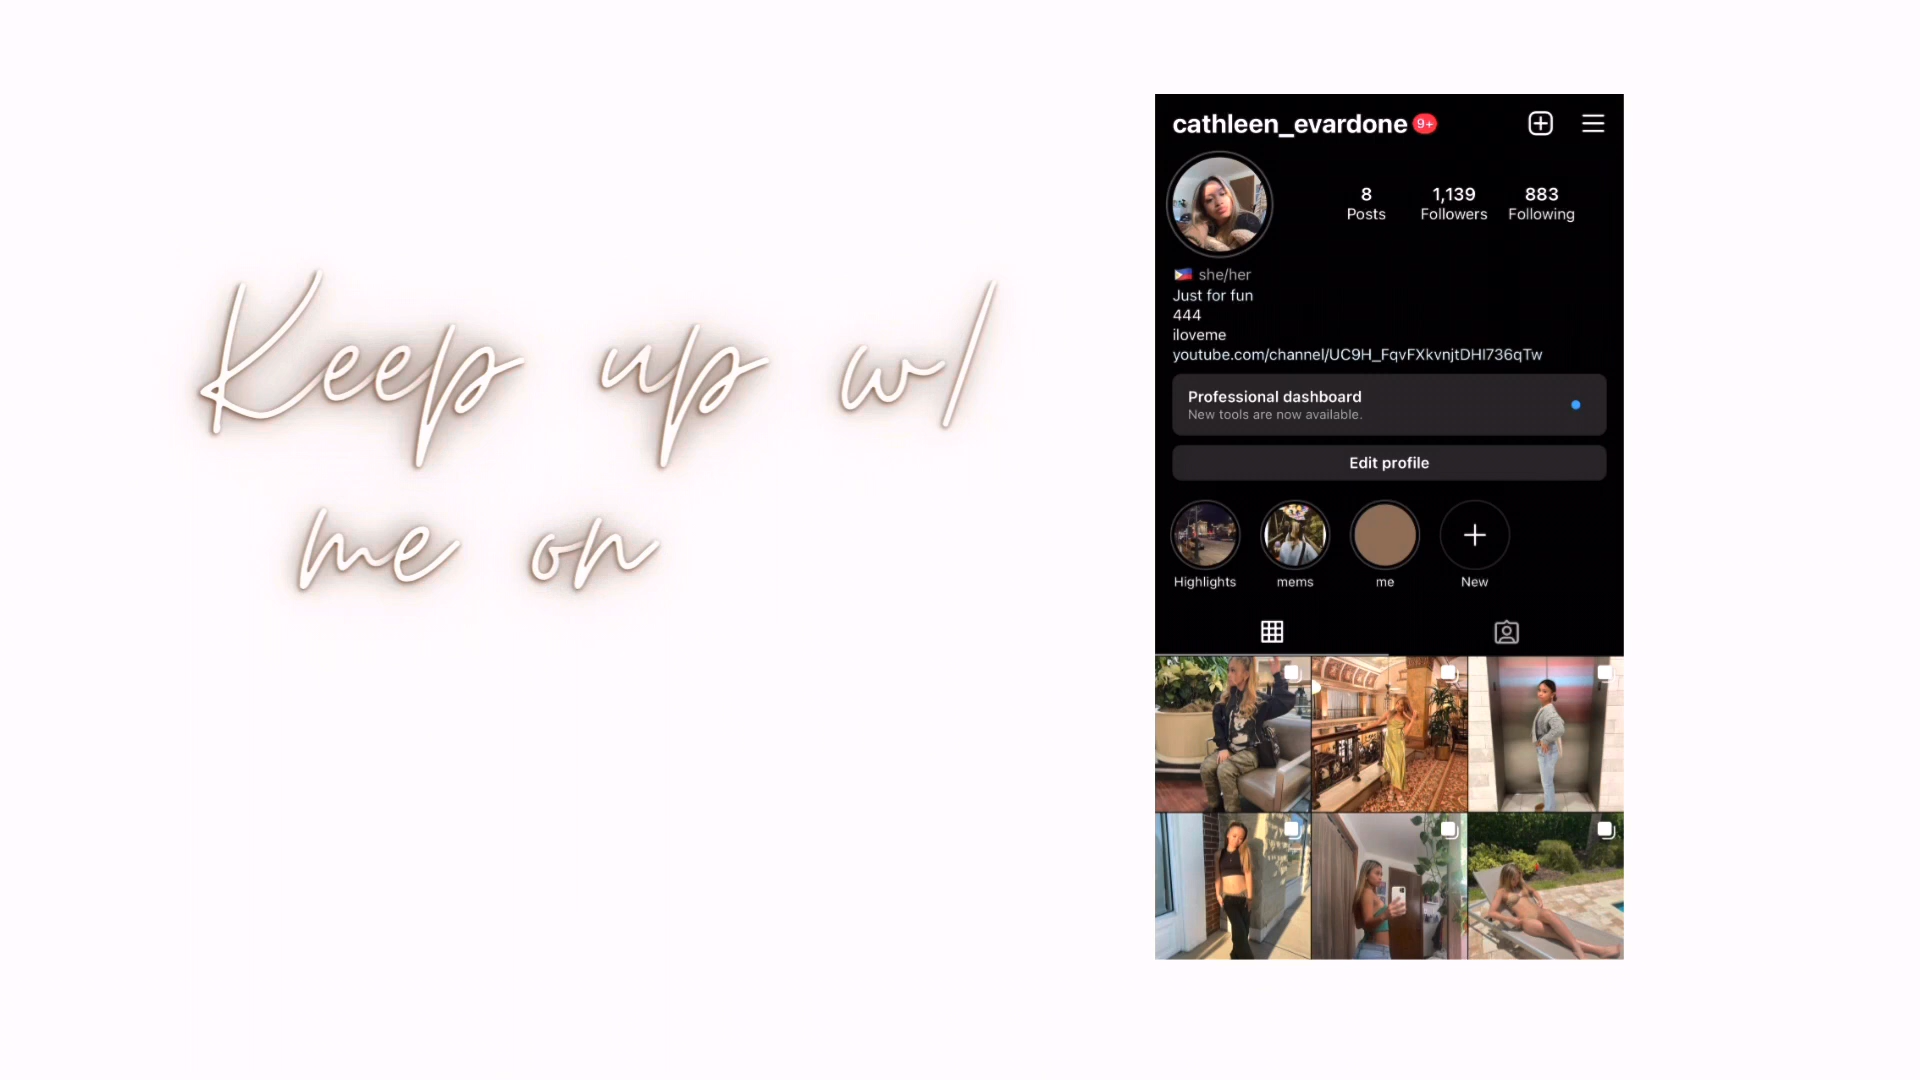 Keep up w/
me on
cathleen_evardone 9+
8 1,139 883
Posts Followers Following
she/her
Just for fun
444
iloveme
youtube.com/channel/UC9H_FqvFXkvnjtDHI736qTw
Professional dashboard
New tools are now available.
Edit profile
Highlights mems me New